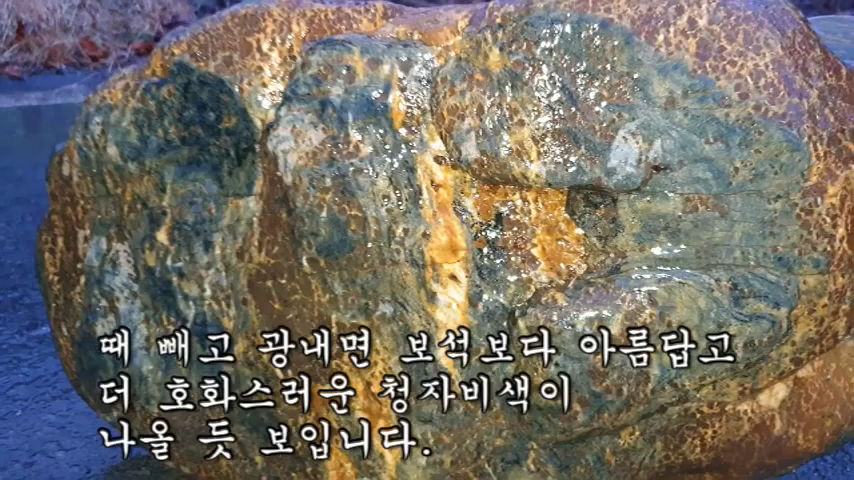 때 빼고 광내면 보석보다 아름답고
더 호화스러운 청자비색이
나올 듯 보입니다.